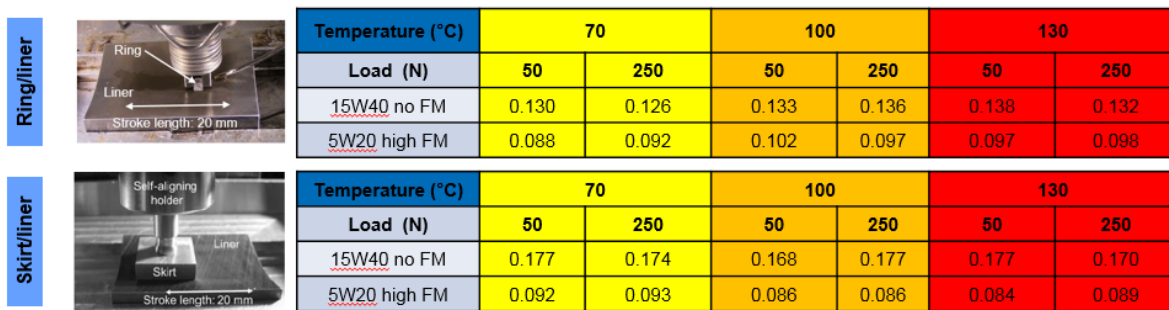 Ring/liner
Ring
Liner
Stroke length: 20 mm
Temperature (°C) 70 100 130
Load (N) 50 250 50 250 50 250
15W40 no FM 0.130 0.126 0.133 0.136 0.138 0.132
5W20 high FM 0.088 0.092 0.102 0.097 0.097 0.098
Skirt/liner
Self-aligning
holder
Liner
Skirt
Stroke length: 20 mm
Temperature (°C) 70 100 130
Load (N) 50 250 50 250 50 250
15W40 no FM 0.177 0.174 0.168 0.177 0.177 0.170
5W20 high FM 0.092 0.093 0.086 0.086 0.084 0.089